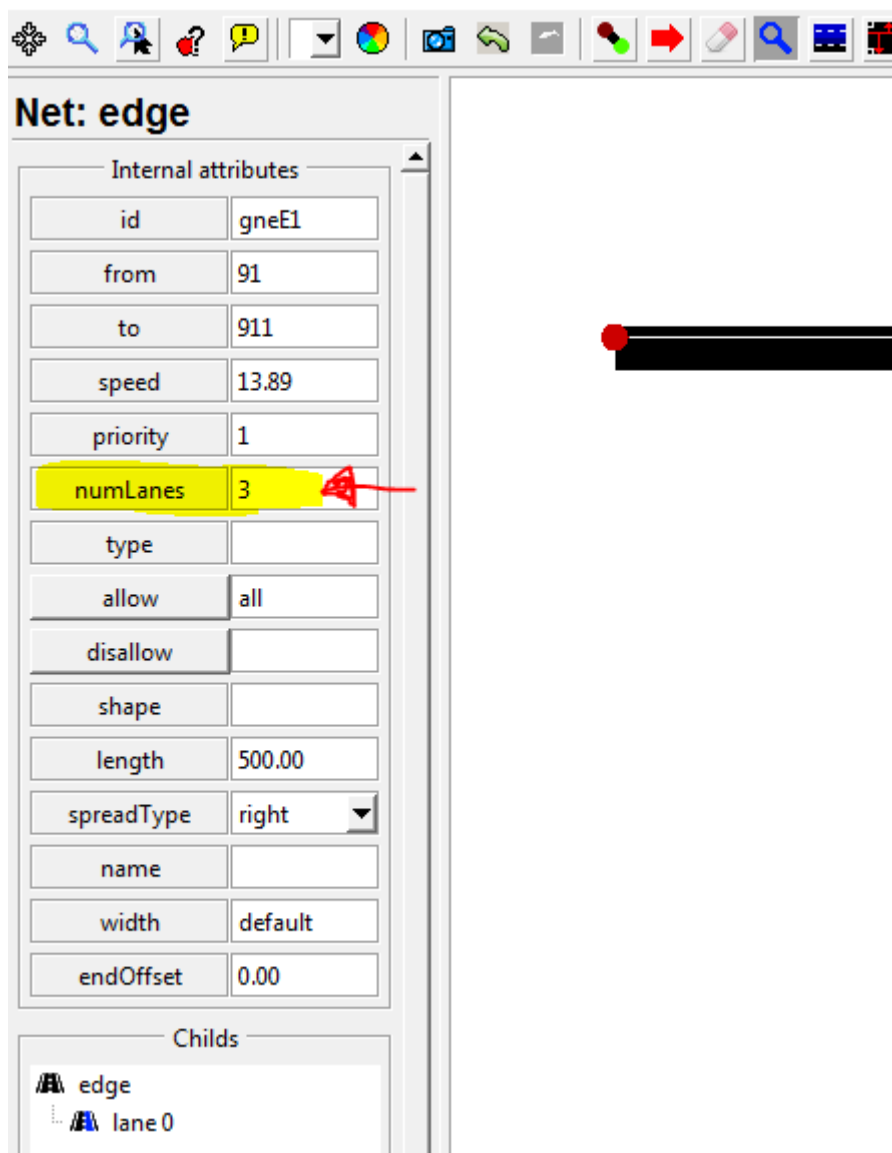 Net: edge
Internal attributes
id gneE1
from 91
to 911
speed 13.89
priority 1
numLanes 3
type
allow all
disallow
shape
length 500.00
spreadType right
name
width default
endOffset 0.00
Childs
edge
lane 0